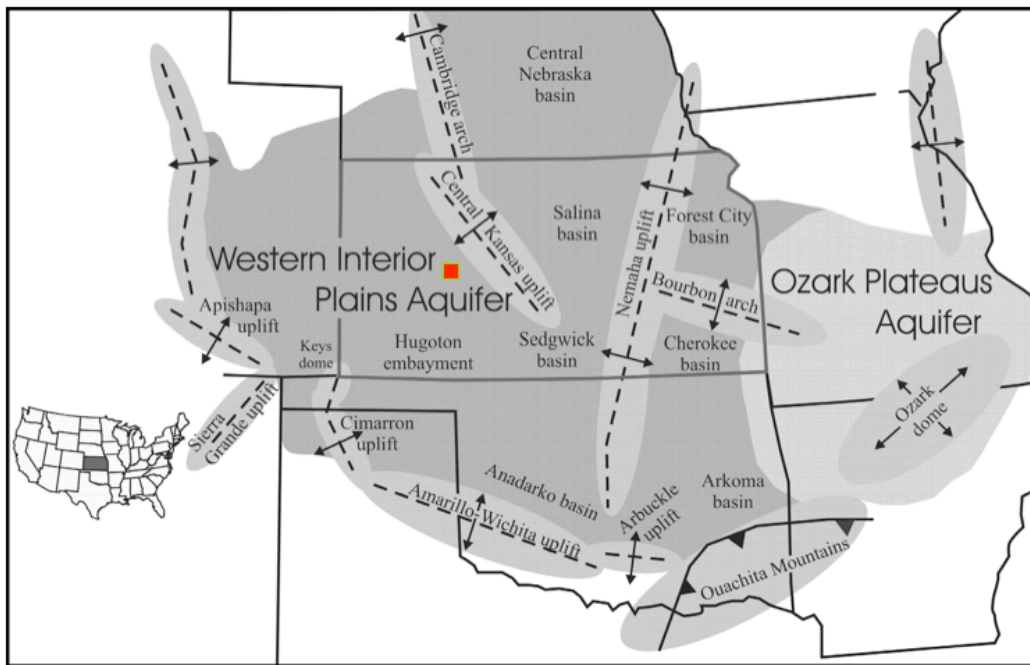 Cambridge arch
Central
Nebraska
basin
Central
Kansas uplift
Salina
basin
Nemaha uplift
Forest City
basin
Western Interior
Plains Aquifer
Bourbon arch
Ozark Plateaus
Aquifer
Apishapa
uplift
Keys
dome
Hugoton
embayment
Sedgwick
basin
Cherokee
basin
Sierra
Grande uplift
Cimarron
uplift
Ozark
dome
Anadarko basin
Amarillo-Wichita uplift
Arbuckle
uplift
Arkoma
basin
Ouachita Mountains